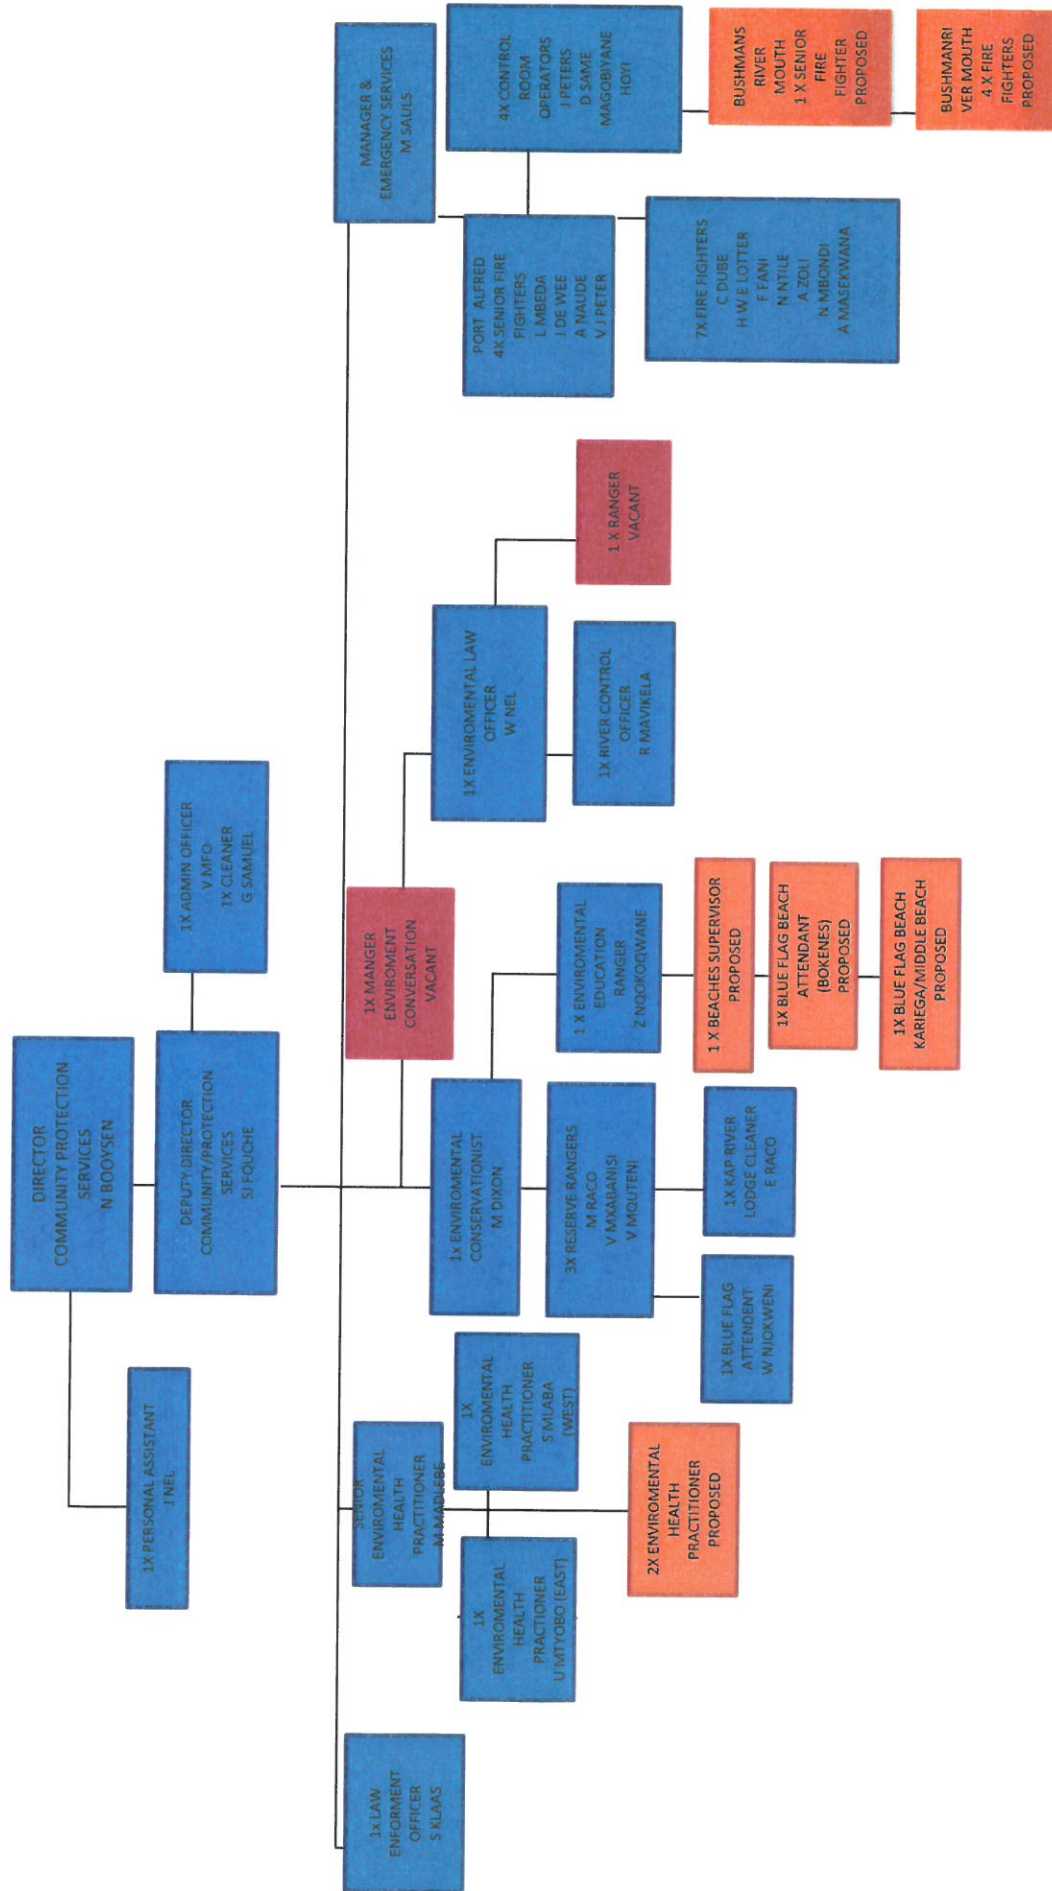 DIRECTOR
COMMUNITY PROTECTION
SERVICES
N BOOYSEN
1X PERSONAL ASSISTANT
J NEL
DEPUTY DIRECTOR
COMMUNITY/PROTECTION
SERVICES
SJ FOUCHE
1X ADMIN OFFICER
V MFO
1X CLEANER
G SAMUEL
1x LAW
ENFORMENT
OFFICER
S KLAAS
SENIOR
ENVIROMENTAL
HEALTH
PRACTITIONER
M MADLEBE
1X
ENVIROMENTAL
HEALTH
PRACTIONER
U MTYOBO (EAST)
1X
ENVIROMENTAL
HEALTH
PRACTITIONER
S MLABA
(WEST)
2X ENVIROMENTAL
HEALTH
PRACTITIONER
PROPOSED
1X MANGER
ENVIROMENT
CONVERSATION
VACANT
1x ENVIROMENTAL
CONSERVATIONIST
M DIXON
3X RESERVE RANGERS
M RACO
V MXABANISI
V MQUTENI
1X BLUE FLAG
ATTENDENT
W NJOKWENI
1X KAP RIVER
LODGE CLEANER
E RACO
1 X ENVIROMENTAL
EDUCATION
RANGER
Z NQOKOQWANE
1 X BEACHES SUPERVISOR
PROPOSED
1X BLUE FLAG BEACH
ATTENDANT
(BOKENES)
PROPOSED
1X BLUE FLAG BEACH
KARIEGA/MIDDLE BEACH
PROPOSED
1X ENVIROMENTAL LAW
OFFICER
W NEL
1X RIVER CONTROL
OFFICER
R MAVIKELA
1 X RANGER
VACANT
MANAGER &
EMERGENCY SERVICES
M SAULS
PORT ALFRED
4X SENIOR FIRE
FIGHTERS
L MBEDA
J DE WEE
A NAUDE
V J PETER
4X CONTROL
ROOM
OPERATORS
J PETERS
D SAME
MAGOBIYANE
HOYI
7X FIRE FIGHTERS
C DUBE
H W E LOTTER
F FANI
N NTILE
A ZOLI
N MBONDI
A MASEKWANA
BUSHMANS
RIVER
MOUTH
1 X SENIOR
FIRE
FIGHTER
PROPOSED
BUSHMANRI
VER MOUTH
4 X FIRE
FIGHTERS
PROPOSED